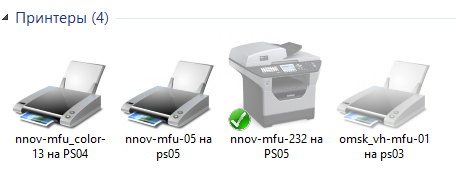 Принтеры (4)
nnov-mfu_color-
13 на PS04
nnov-mfu-05 на
ps05
nnov-mfu-232 на
PS05
omsk_vh-mfu-01
на ps03